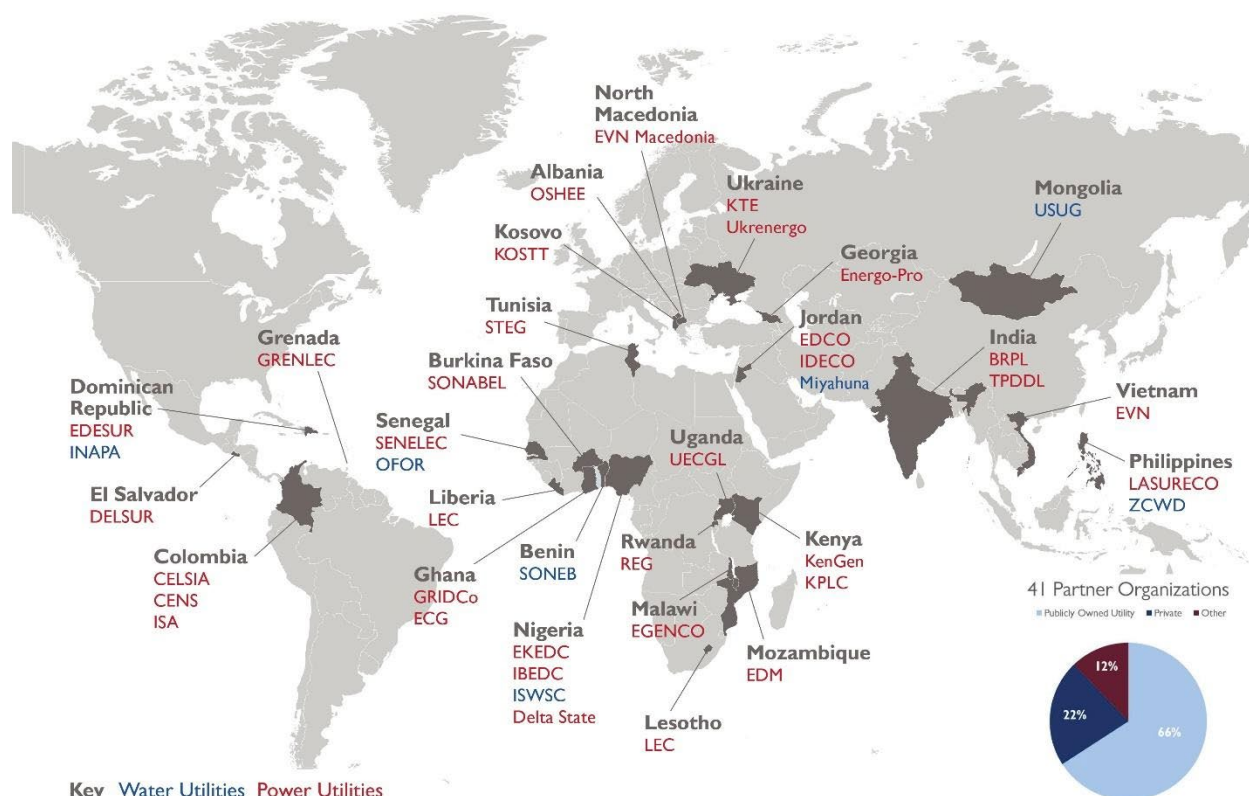 North
Macedonia
EVN Macedonia
Albania
OSHEE
Ukraine
KTE
Ukrenergo
Mongolia
USUG
Kosovo
KOSTT
Georgia
Energo-Pro
Tunisia
STEG
Jordan
EDCO
IDECO
Miyahuna
India
BRPL
TPDDL
Grenada
GRENLEC
Burkina Faso
SONABEL
Vietnam
EVN
Dominican
Republic
EDESUR
INAPA
Senegal
SENELEC
OFOR
Uganda
UECGL
Philippines
LASURECO
ZCWD
El Salvador
DELSUR
Liberia
LEC
Colombia
CELSIA
CENS
ISA
Ghana
GRIDCo
ECG
Benin
SONEB
Rwanda
REG
Kenya
KenGen
KPLC
Nigeria
EKEDC
IBEDC
ISWSC
Delta State
Malawi
EGENCO
Mozambique
EDM
Lesotho
LEC
41 Partner Organizations
Publicly Owned Utility Private Other
12%
22%
66%
Key Water Utilities Power Utilities